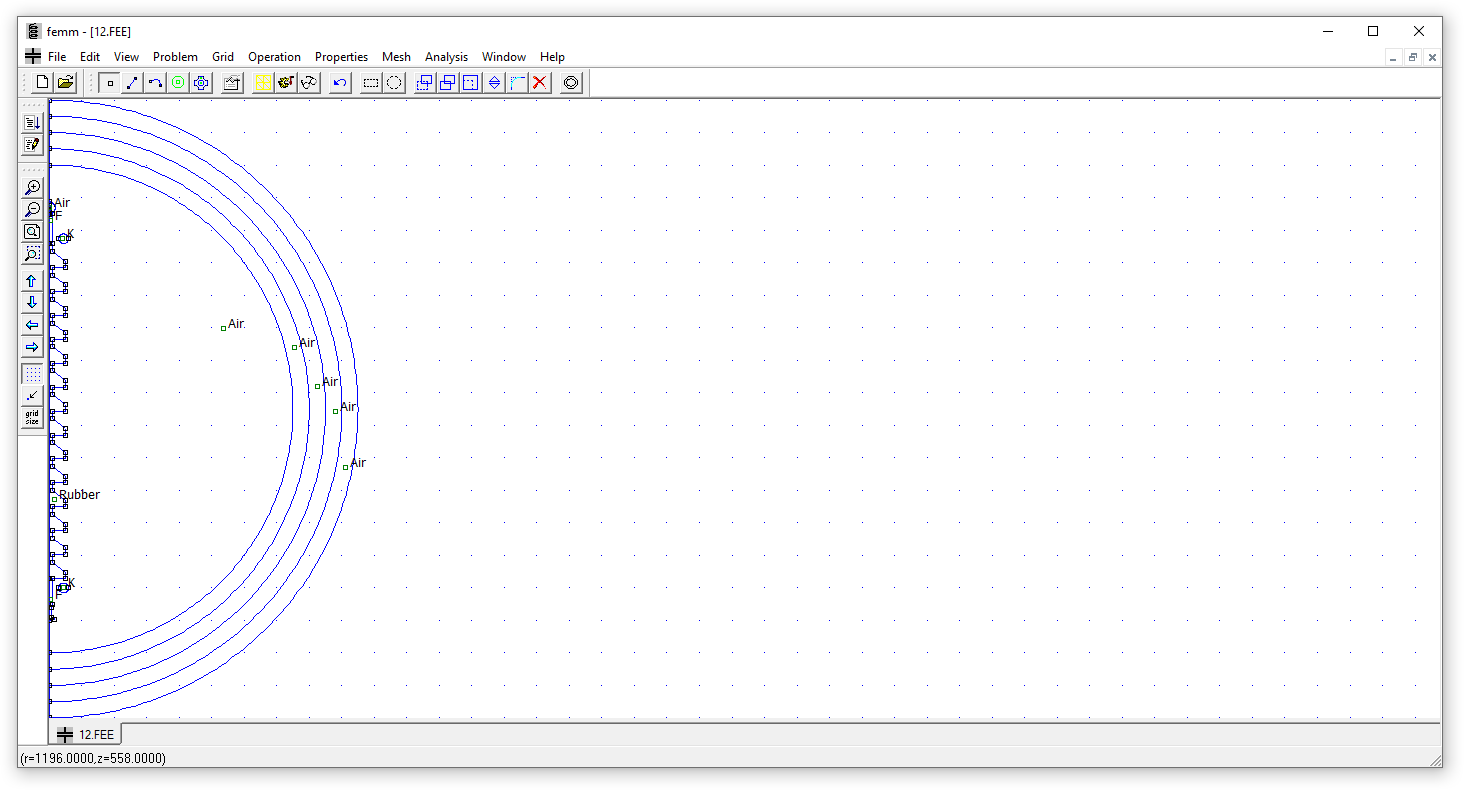 femm - [12.FEE]
File Edit View Problem Grid Operation Properties Mesh Analysis Window Help
Air
F
K
Air
Air
Air
Air
Air
Rubber
K
F
grid
size
12.FEE
(r=1196.0000,z=558.0000)